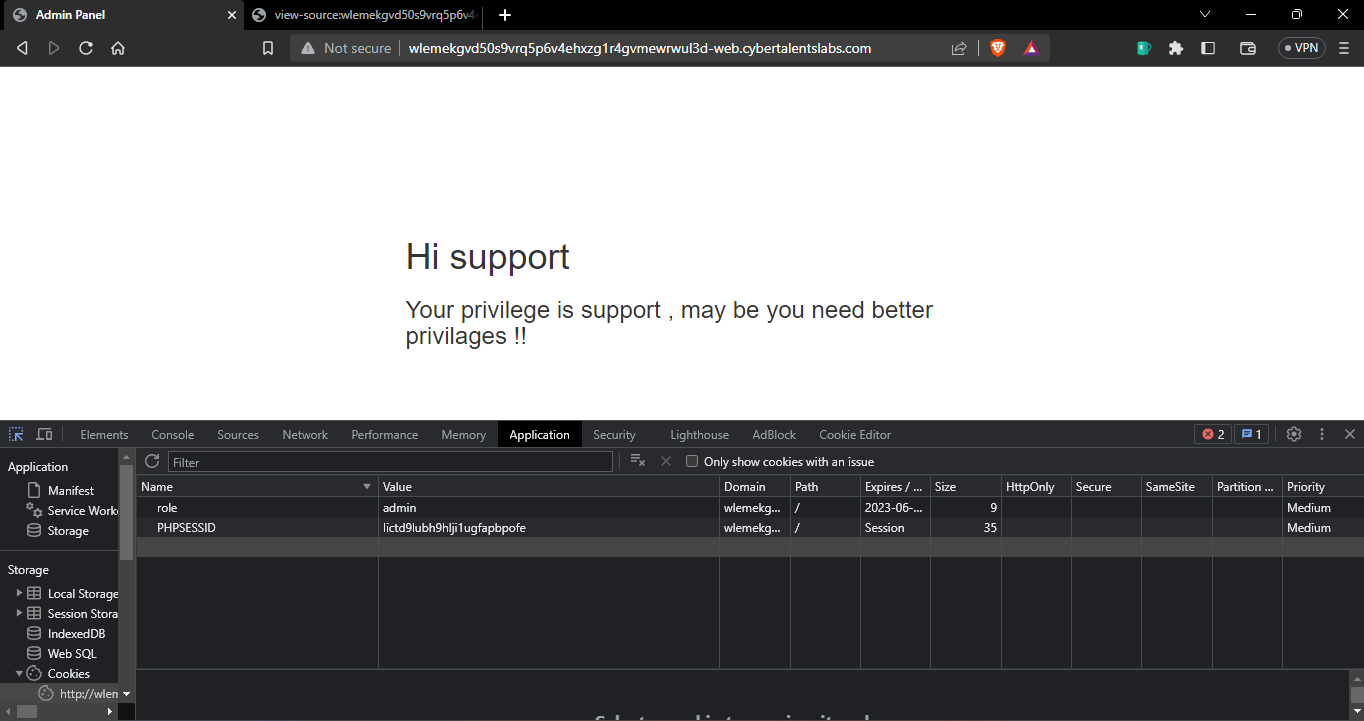 Admin Panel
view-source:wlemekgvd50s9vrq5p6v4
Not secure
wlemekgvd50s9vrq5p6v4ehxzg1r4gvmewrwul3d-web.cybertalentslabs.com
VPN
Hi support
Your privilege is support , may be you need better
privilages !!
Elements Console Sources Network Performance Memory Application Security Lighthouse AdBlock Cookie Editor 2 1
Application
Manifest
Service Work
Storage
Storage
Local Storage
Session Stora
IndexedDB
Web SQL
Cookies
http://wlem
Filter
Only show cookies with an issue
Name Value Domain Path Expires / ... Size HttpOnly Secure SameSite Partition ... Priority
role admin wlemekg... / 2023-06-... 9 Medium
PHPSESSID lictd9lubh9hlji1ugfapbpofe wlemekg... / Session 35 Medium